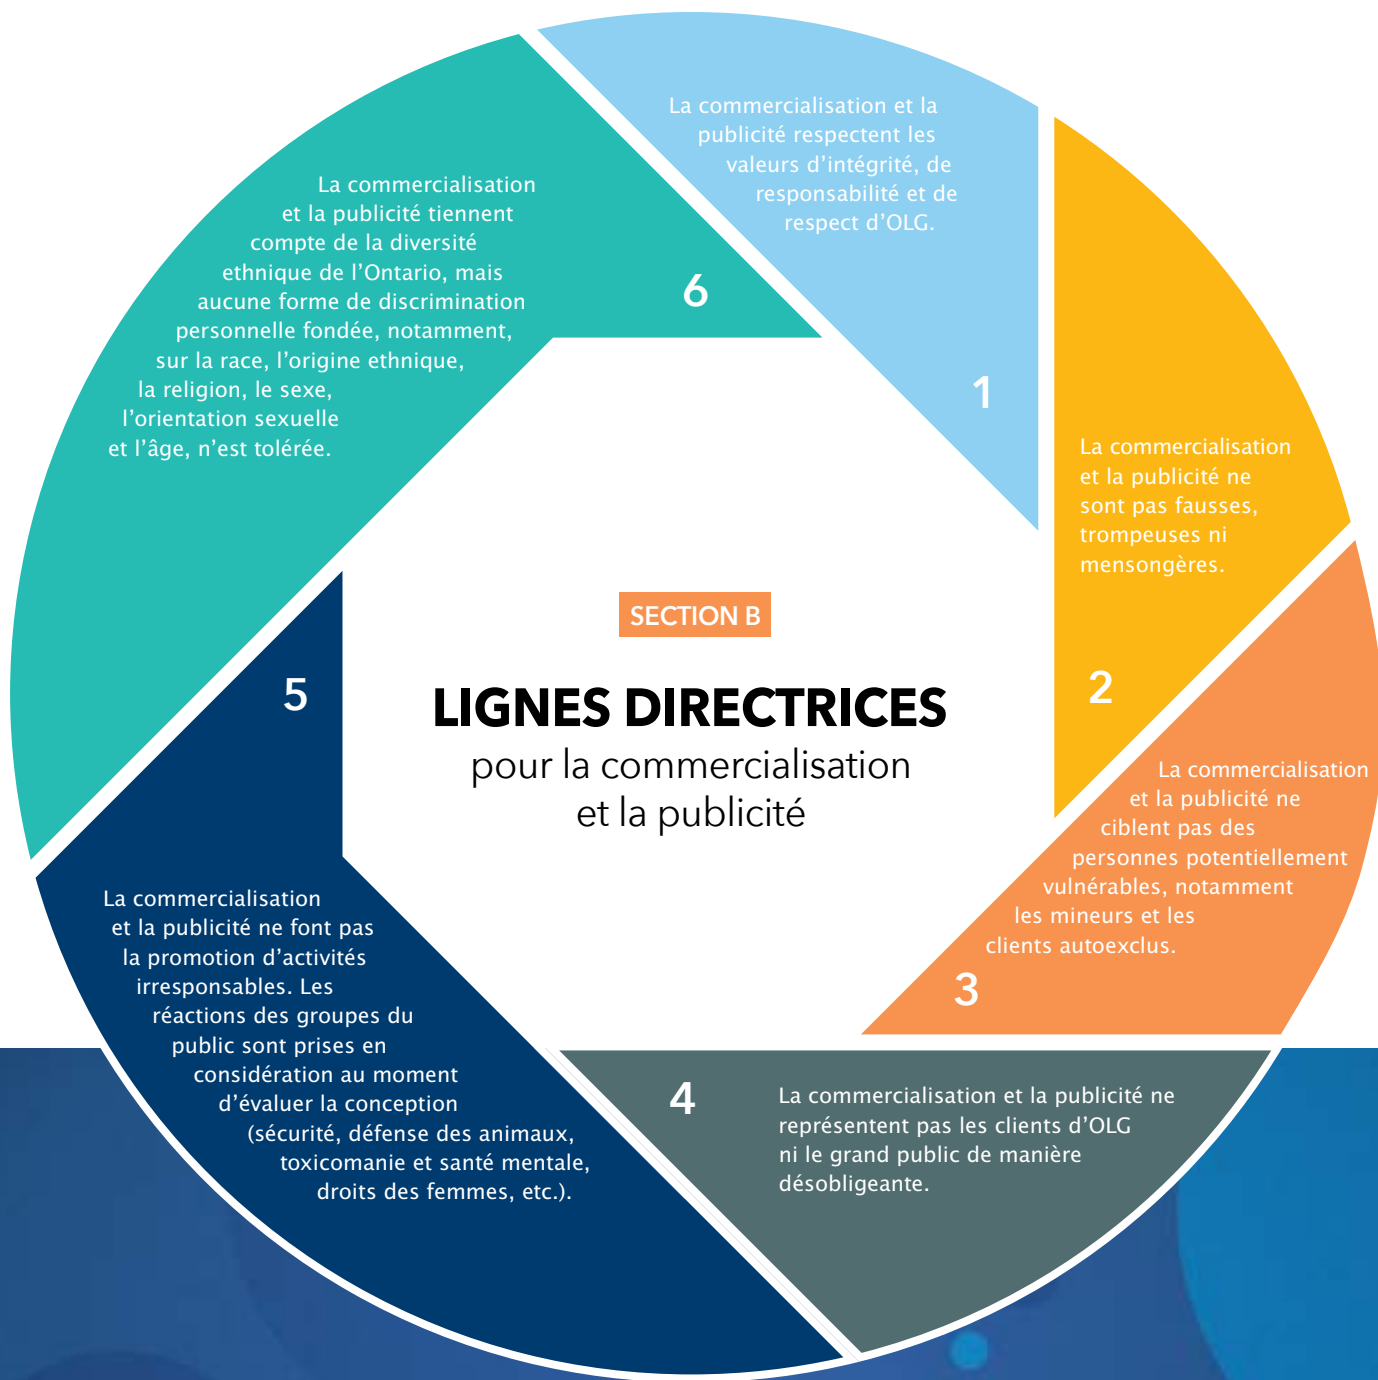 SECTION B
LIGNES DIRECTRICES
pour la commercialisation
et la publicité
La commercialisation et la
publicité respectent les
valeurs d’intégrité, de
responsabilité et de
respect d’OLG.
1
La commercialisation
et la publicité ne
sont pas fausses,
trompeuses ni
mensongères.
2
La commercialisation
et la publicité ne
ciblent pas des
personnes potentiellement
vulnérables, notamment
les mineurs et les
clients autoexclus.
3
4
La commercialisation et la publicité ne
représentent pas les clients d’OLG
ni le grand public de manière
désobligeante.
5
La commercialisation
et la publicité ne font pas
la promotion d’activités
irresponsables. Les
réactions des groupes du
public sont prises en
considération au moment
d’évaluer la conception
(sécurité, défense des animaux,
toxicomanie et santé mentale,
droits des femmes, etc.).
6
La commercialisation
et la publicité tiennent
compte de la diversité
ethnique de l’Ontario, mais
aucune forme de discrimination
personnelle fondée, notamment,
sur la race, l’origine ethnique,
la religion, le sexe,
l’orientation sexuelle
et l’âge, n’est tolérée.